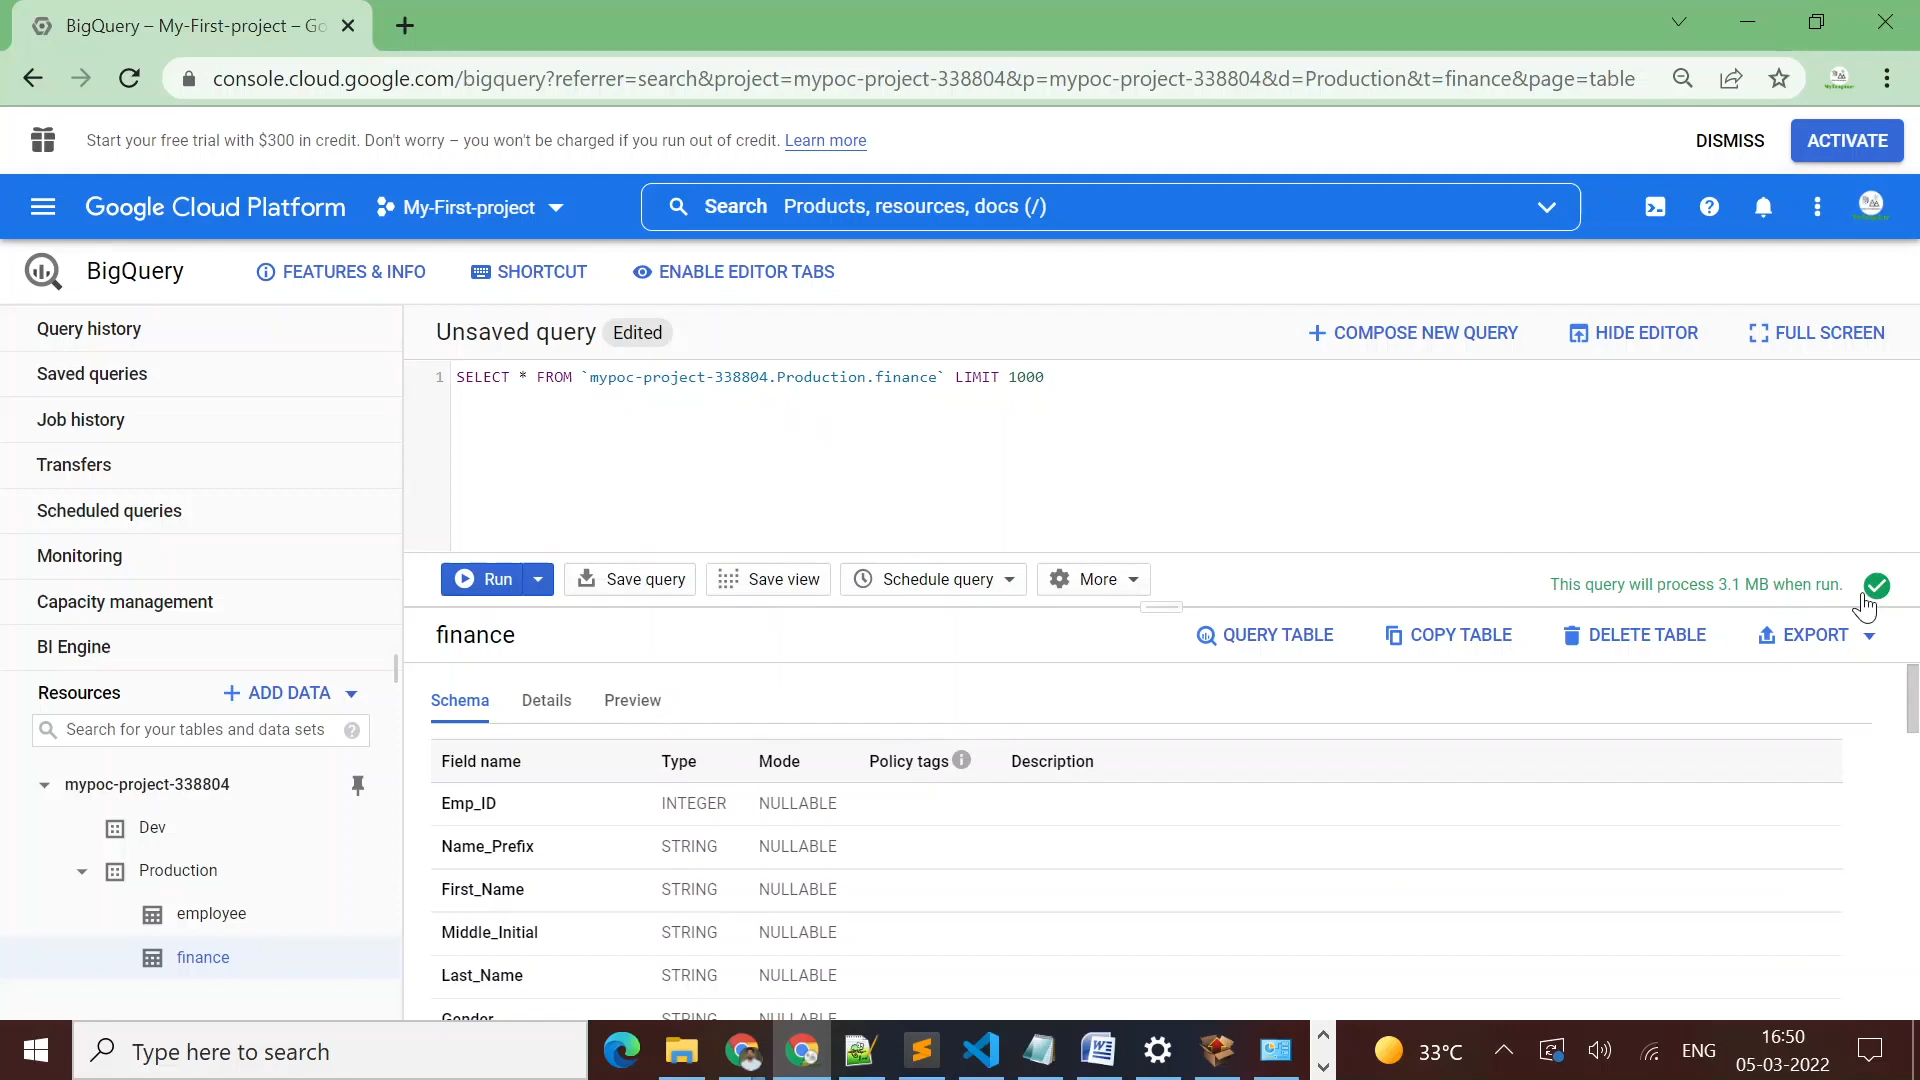 BigQuery – My-First-project – Go
console.cloud.google.com/bigquery?referrer=search&project=mypoc-project-338804&p=mypoc-project-338804&d=Production&t=finance&page=table
Start your free trial with $300 in credit. Don't worry – you won't be charged if you run out of credit. Learn more
DISMISS
ACTIVATE
Google Cloud Platform
My-First-project
Search Products, resources, docs (/)
BigQuery
FEATURES & INFO
SHORTCUT
ENABLE EDITOR TABS
Query history
Saved queries
Job history
Transfers
Scheduled queries
Monitoring
Capacity management
BI Engine
Resources
ADD DATA
Search for your tables and data sets
mypoc-project-338804
Dev
Production
employee
finance
Unsaved query Edited
COMPOSE NEW QUERY
HIDE EDITOR
FULL SCREEN
1 SELECT * FROM `mypoc-project-338804.Production.finance` LIMIT 1000
Run
Save query
Save view
Schedule query
More
This query will process 3.1 MB when run.
finance
QUERY TABLE
COPY TABLE
DELETE TABLE
EXPORT
Schema Details Preview
Field name Type Mode Policy tags Description
Emp_ID INTEGER NULLABLE
Name_Prefix STRING NULLABLE
First_Name STRING NULLABLE
Middle_Initial STRING NULLABLE
Last_Name STRING NULLABLE
Gender STRING NULLABLE
Type here to search
33°C
ENG
16:50
05-03-2022